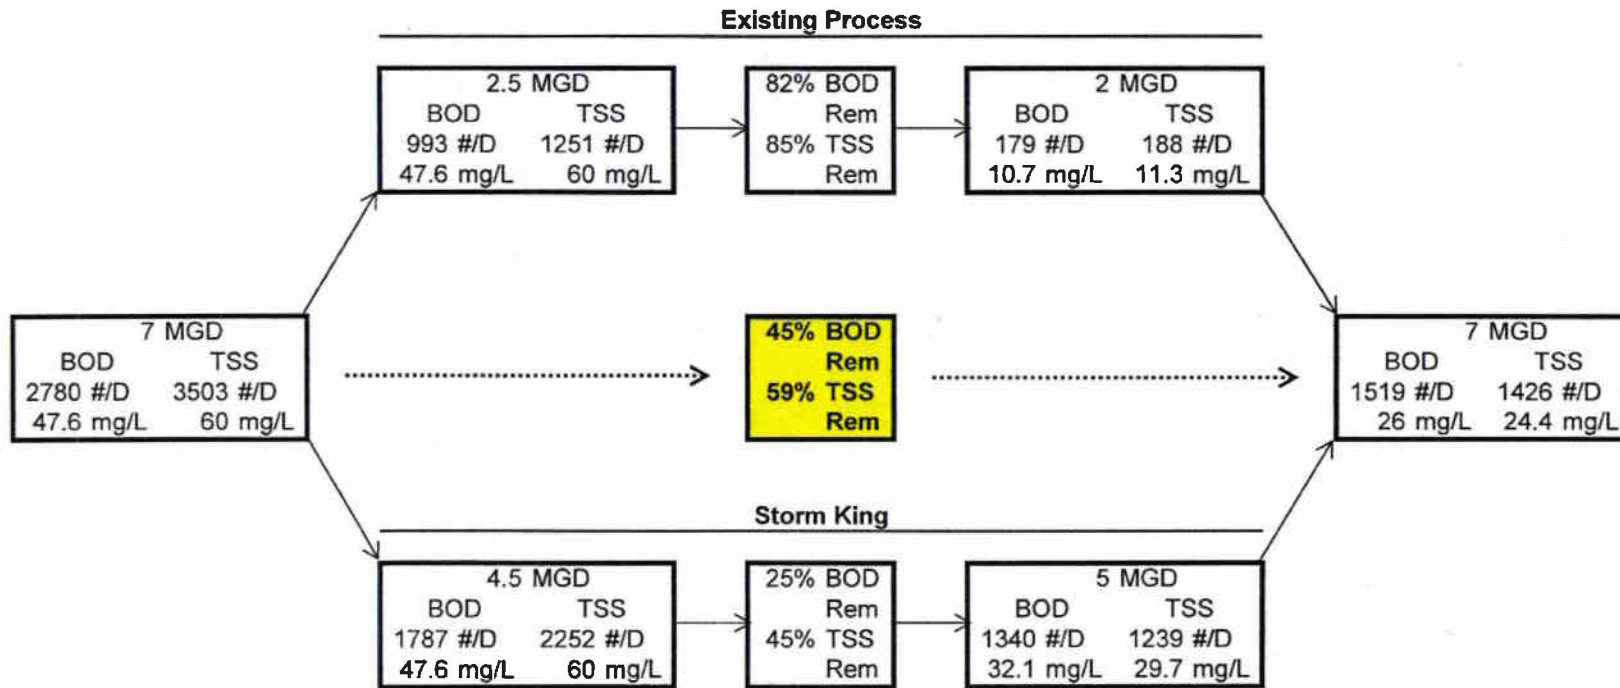 Existing Process
2.5 MGD
BOD TSS
993 #/D 1251 #/D
47.6 mg/L 60 mg/L
82% BOD
Rem
85% TSS
Rem
2 MGD
BOD TSS
179 #/D 188 #/D
10.7 mg/L 11.3 mg/L
7 MGD
BOD TSS
2780 #/D 3503 #/D
47.6 mg/L 60 mg/L
45% BOD
Rem
59% TSS
Rem
7 MGD
BOD TSS
1519 #/D 1426 #/D
26 mg/L 24.4 mg/L
Storm King
4.5 MGD
BOD TSS
1787 #/D 2252 #/D
47.6 mg/L 60 mg/L
25% BOD
Rem
45% TSS
Rem
5 MGD
BOD TSS
1340 #/D 1239 #/D
32.1 mg/L 29.7 mg/L